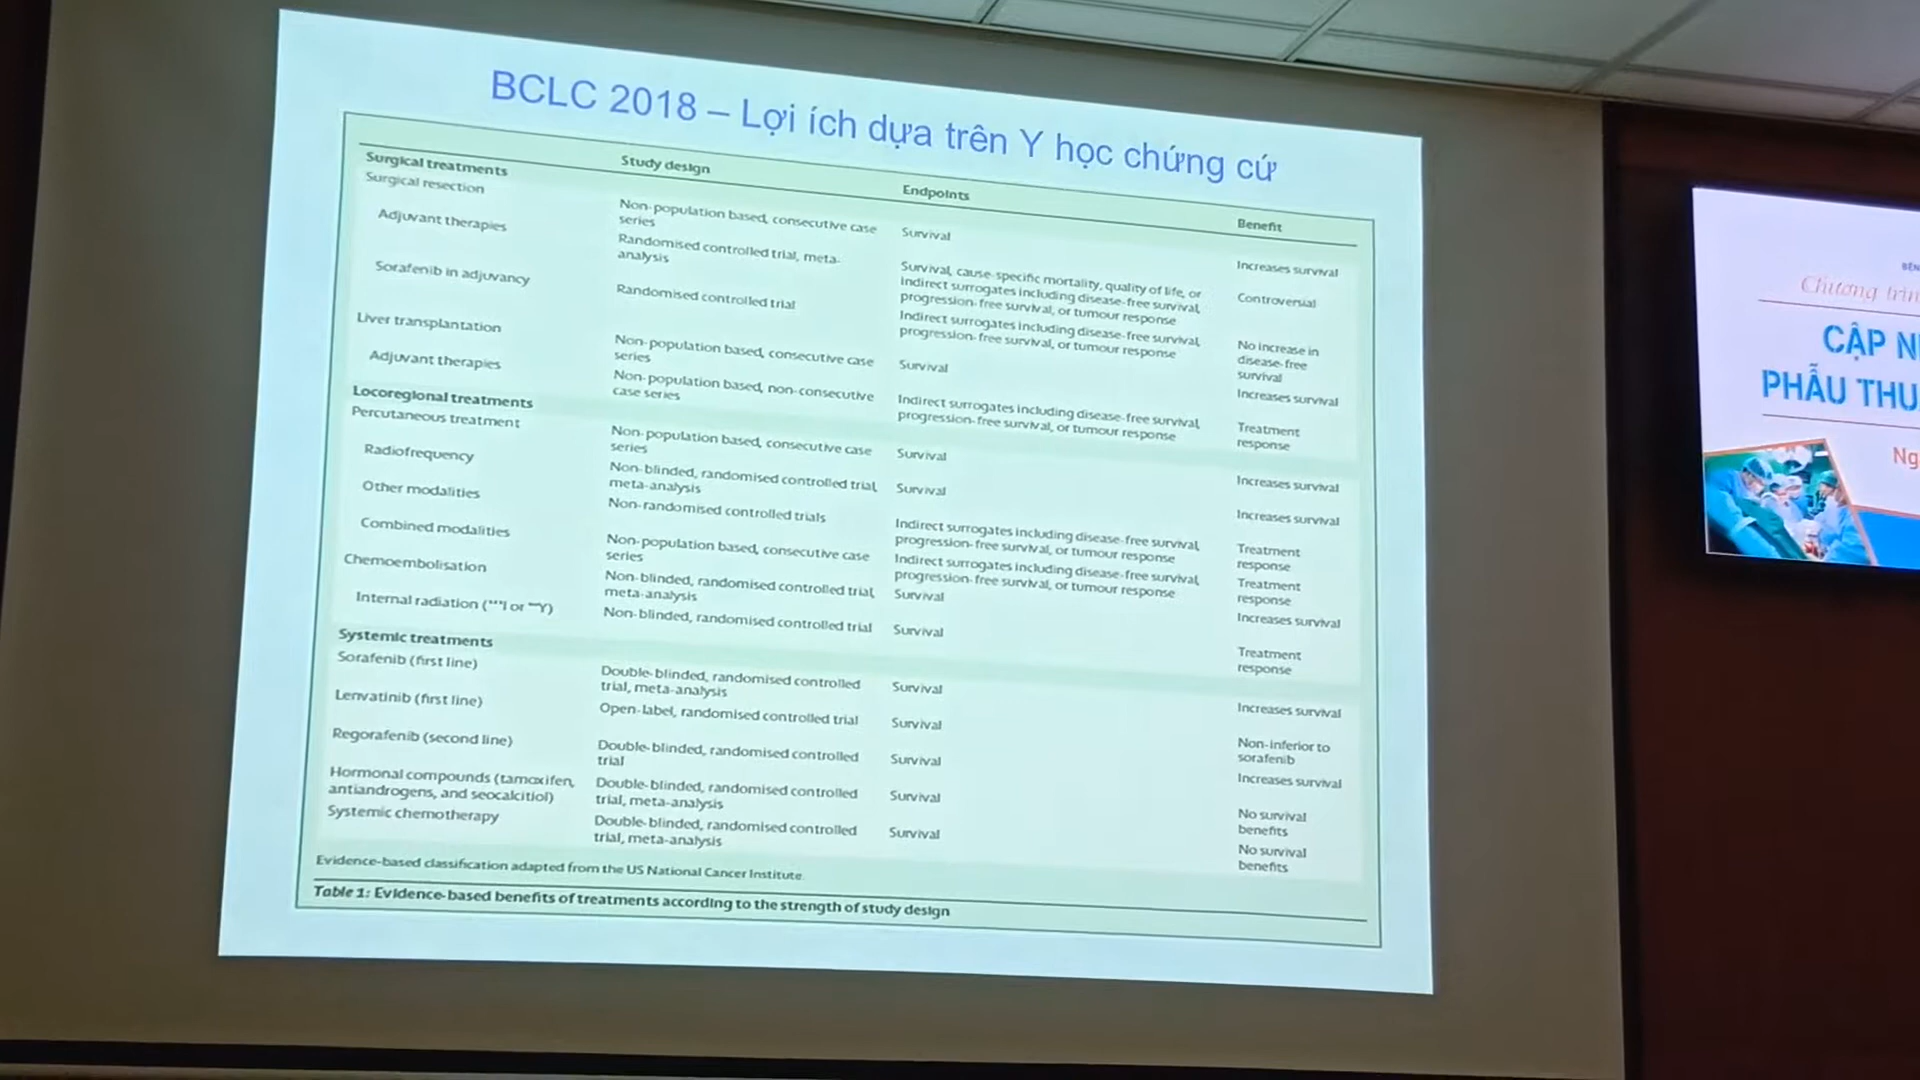 BCLC 2018 – Lợi ích dựa trên Y học chứng cứ
Study design
Endpoints
Benefit
Surgical treatments
Surgical resection
Non-population based, consecutive case
series
Survival
Increases survival
Adjuvant therapies
Randomised controlled trial, meta-
analysis
Survival, cause-specific mortality, quality of life, or
indirect surrogates including disease-free survival,
progression-free survival, or tumour response
Controversial
Sorafenib in adjuvancy
Randomised controlled trial
Indirect surrogates including disease-free survival,
progression-free survival, or tumour response
No increase in
disease-free
survival
Liver transplantation
Non-population based, consecutive case
series
Survival
Increases survival
Adjuvant therapies
Non-population based, non-consecutive
case series
Indirect surrogates including disease-free survival,
progression-free survival, or tumour response
Treatment
response
Locoregional treatments
Percutaneous treatment
Non-population based, consecutive case
series
Survival
Increases survival
Radiofrequency
Non-blinded, randomised controlled trial,
meta-analysis
Survival
Increases survival
Other modalities
Non-randomised controlled trials
Indirect surrogates including disease-free survival,
progression-free survival, or tumour response
Treatment
response
Combined modalities
Non-population based, consecutive case
series
Indirect surrogates including disease-free survival,
progression-free survival, or tumour response
Treatment
response
Chemoembolisation
Non-blinded, randomised controlled trial,
meta-analysis
Survival
Increases survival
Internal radiation (I or Y)
Non-blinded, randomised controlled trial
Survival
Treatment
response
Systemic treatments
Sorafenib (first line)
Double-blinded, randomised controlled
trial, meta-analysis
Survival
Increases survival
Lenvatinib (first line)
Open-label, randomised controlled trial
Survival
Non-inferior to
sorafenib
Regorafenib (second line)
Double-blinded, randomised controlled
trial
Survival
Increases survival
Hormonal compounds (tamoxifen,
antiandrogens, and seocalcitiol)
Double-blinded, randomised controlled
trial, meta-analysis
Survival
No survival
benefits
Systemic chemotherapy
Double-blinded, randomised controlled
trial, meta-analysis
Survival
No survival
benefits
Evidence-based classification adapted from the US National Cancer Institute.
Table 1: Evidence-based benefits of treatments according to the strength of study design
Chương
CẬP
PHẪU